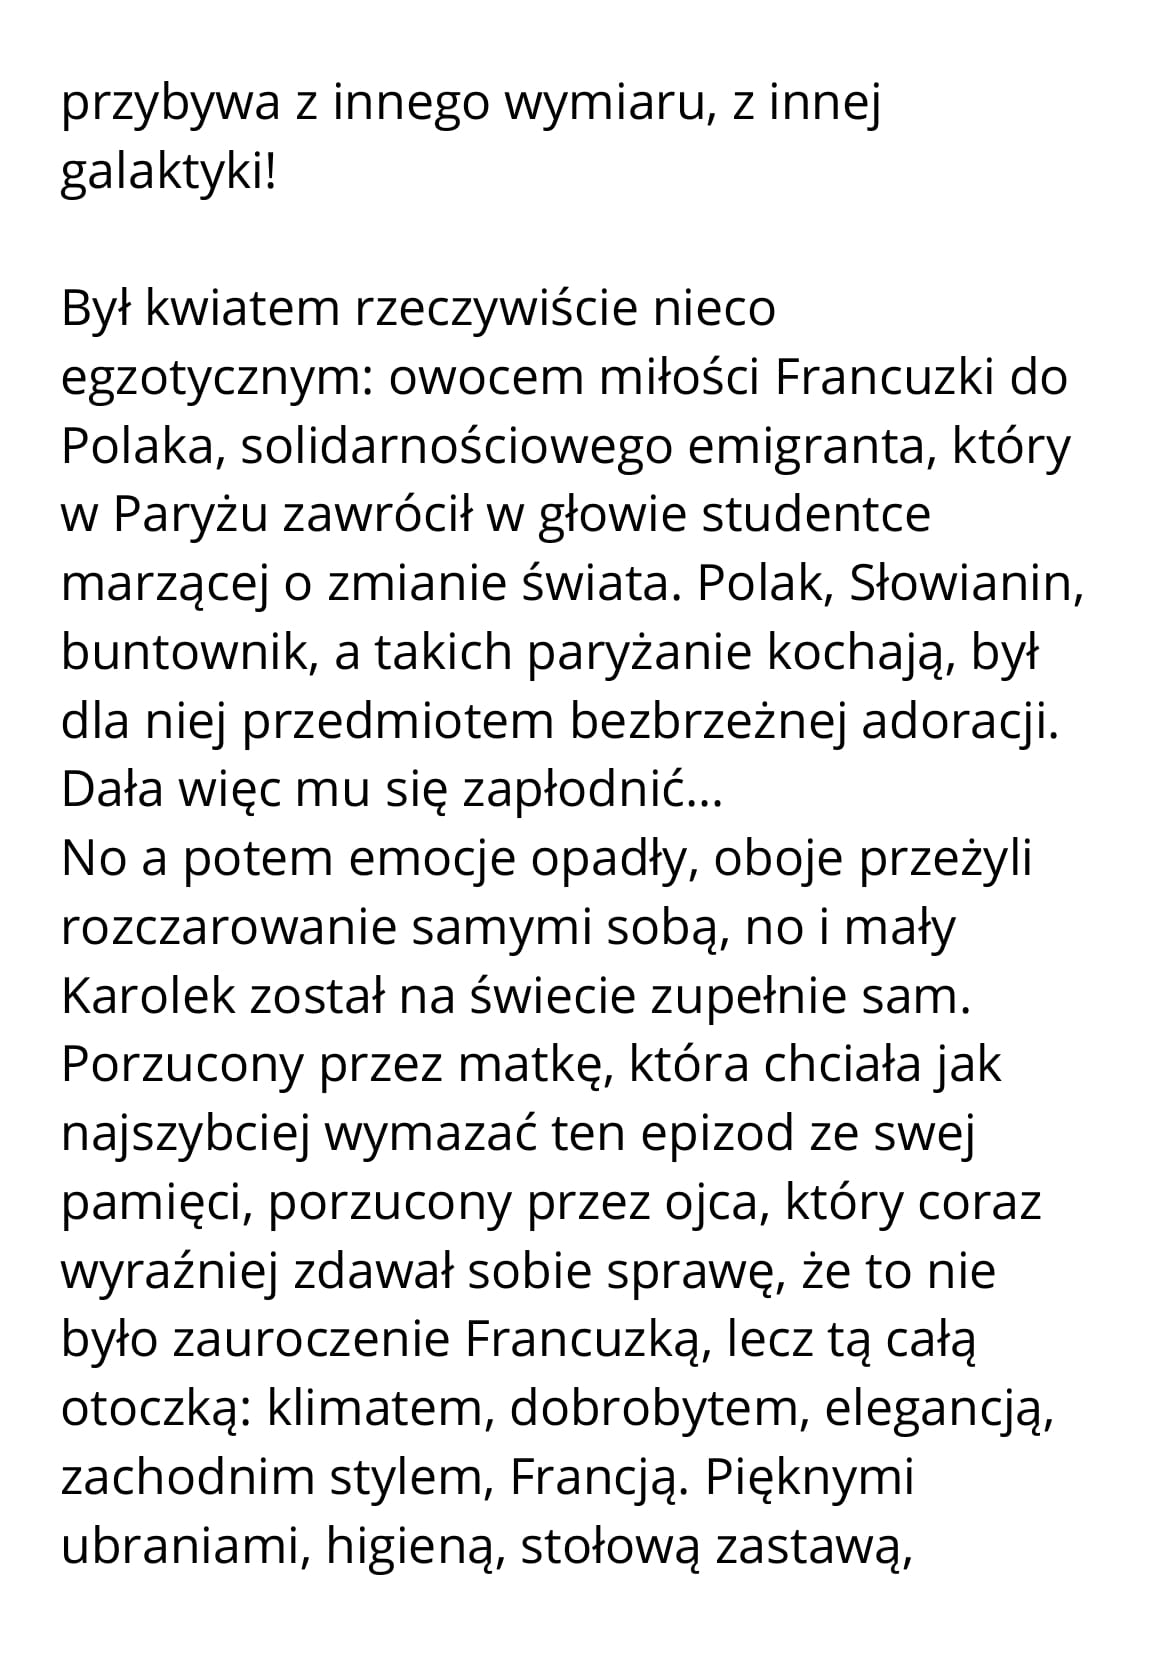 przybywa z innego wymiaru, z innej
galaktyki!
Był kwiatem rzeczywiście nieco
egzotycznym: owocem miłości Francuzki do
Polaka, solidarnościowego emigranta, który
w Paryżu zawrócił w głowie studentce
marzącej o zmianie świata. Polak, Słowianin,
buntownik, a takich paryżanie kochają, był
dla niej przedmiotem bezbrzeżnej adoracji.
Dała więc mu się zapłodnić...
No a potem emocje opadły, oboje przeżyli
rozczarowanie samymi sobą, no i mały
Karolek został na świecie zupełnie sam.
Porzucony przez matkę, która chciała jak
najszybciej wymazać ten epizod ze swej
pamięci, porzucony przez ojca, który coraz
wyraźniej zdawał sobie sprawę, że to nie
było zauroczenie Francuzką, lecz tą całą
otoczką: klimatem, dobrobytem, elegancją,
zachodnim stylem, Francją. Pięknymi
ubraniami, higieną, stołową zastawą,